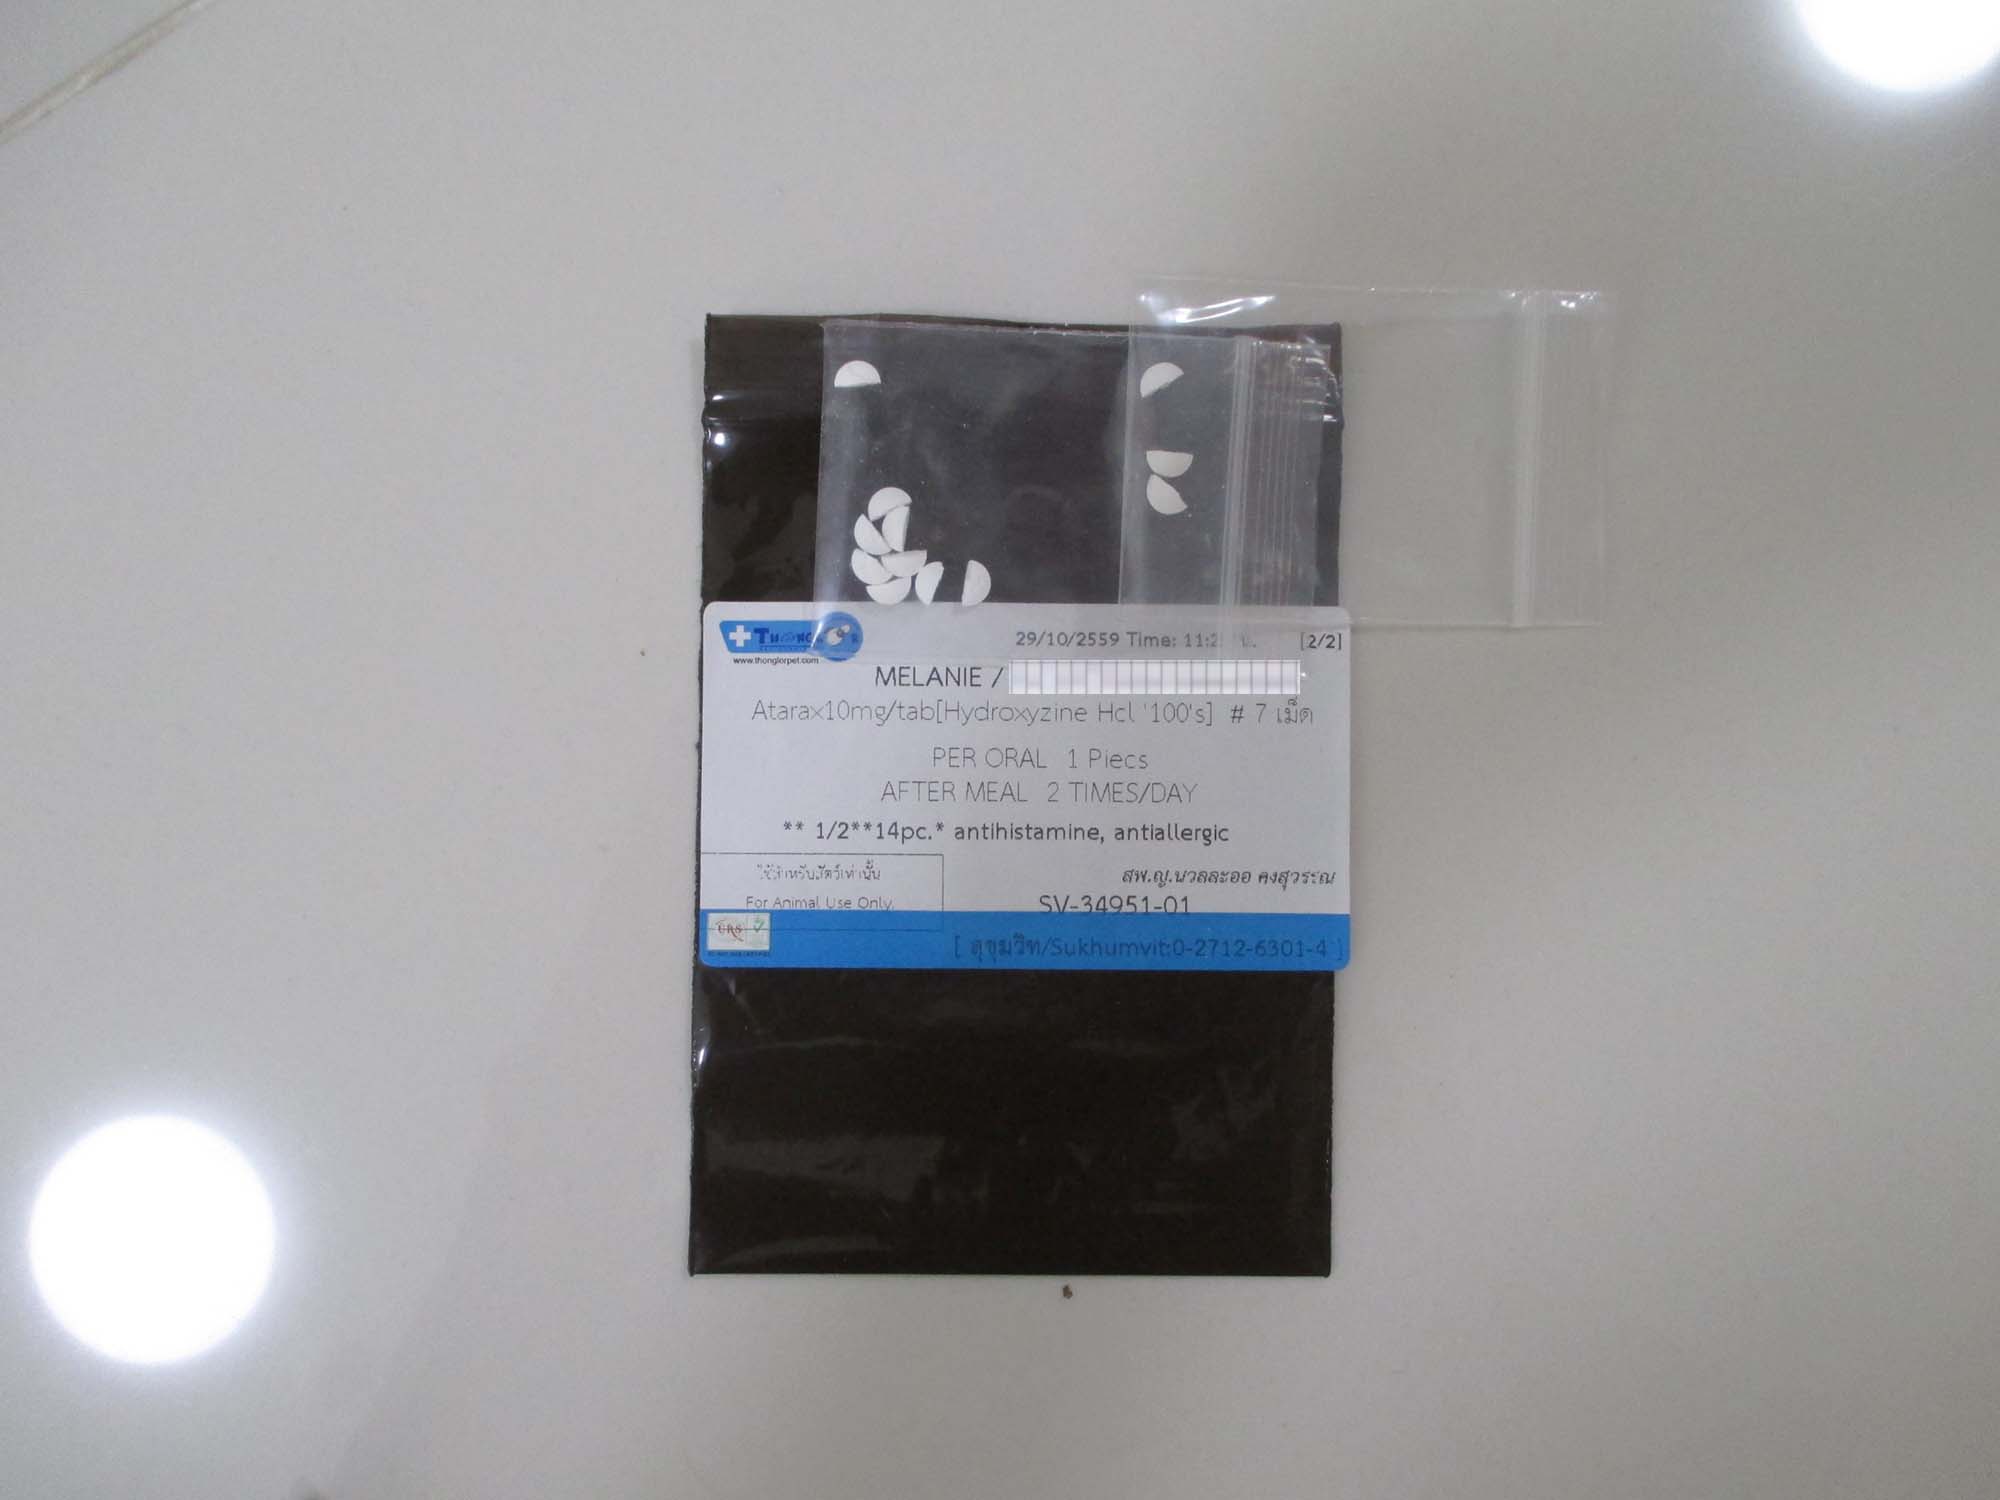 THONGLOR
www.thonglorpet.com
29/10/2559 Time: 11:2 [2/2]
MELANIE /
Atarax10mg/tab[Hydroxyzine Hcl '100's] # 7 เม็ด
PER ORAL 1 Piecs
AFTER MEAL 2 TIMES/DAY
** 1/2**14pc.* antihistamine, antiallergic
ใช้สำหรับสัตว์เท่านั้น
For Animal Use Only.
สพ.ญ.นวลละออ คงสุวรรณ
SV-34951-01
URS
[ สุขุมวิท/Sukhumvit:0-2712-6301-4 ]